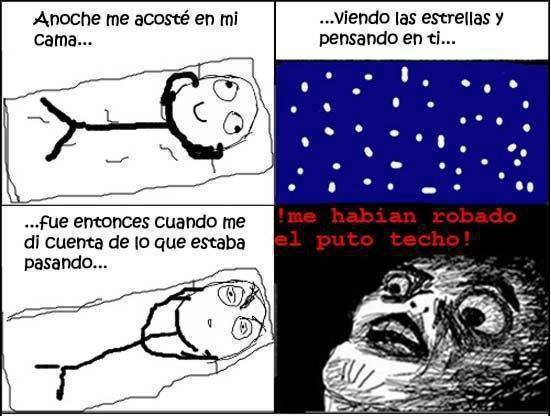 Anoche me acosté en mi
cama...
...viendo las estrellas y
pensando en ti...
...fue entonces cuando me
di cuenta de lo que estaba
pasando...
!me habian robado
el puto techo!